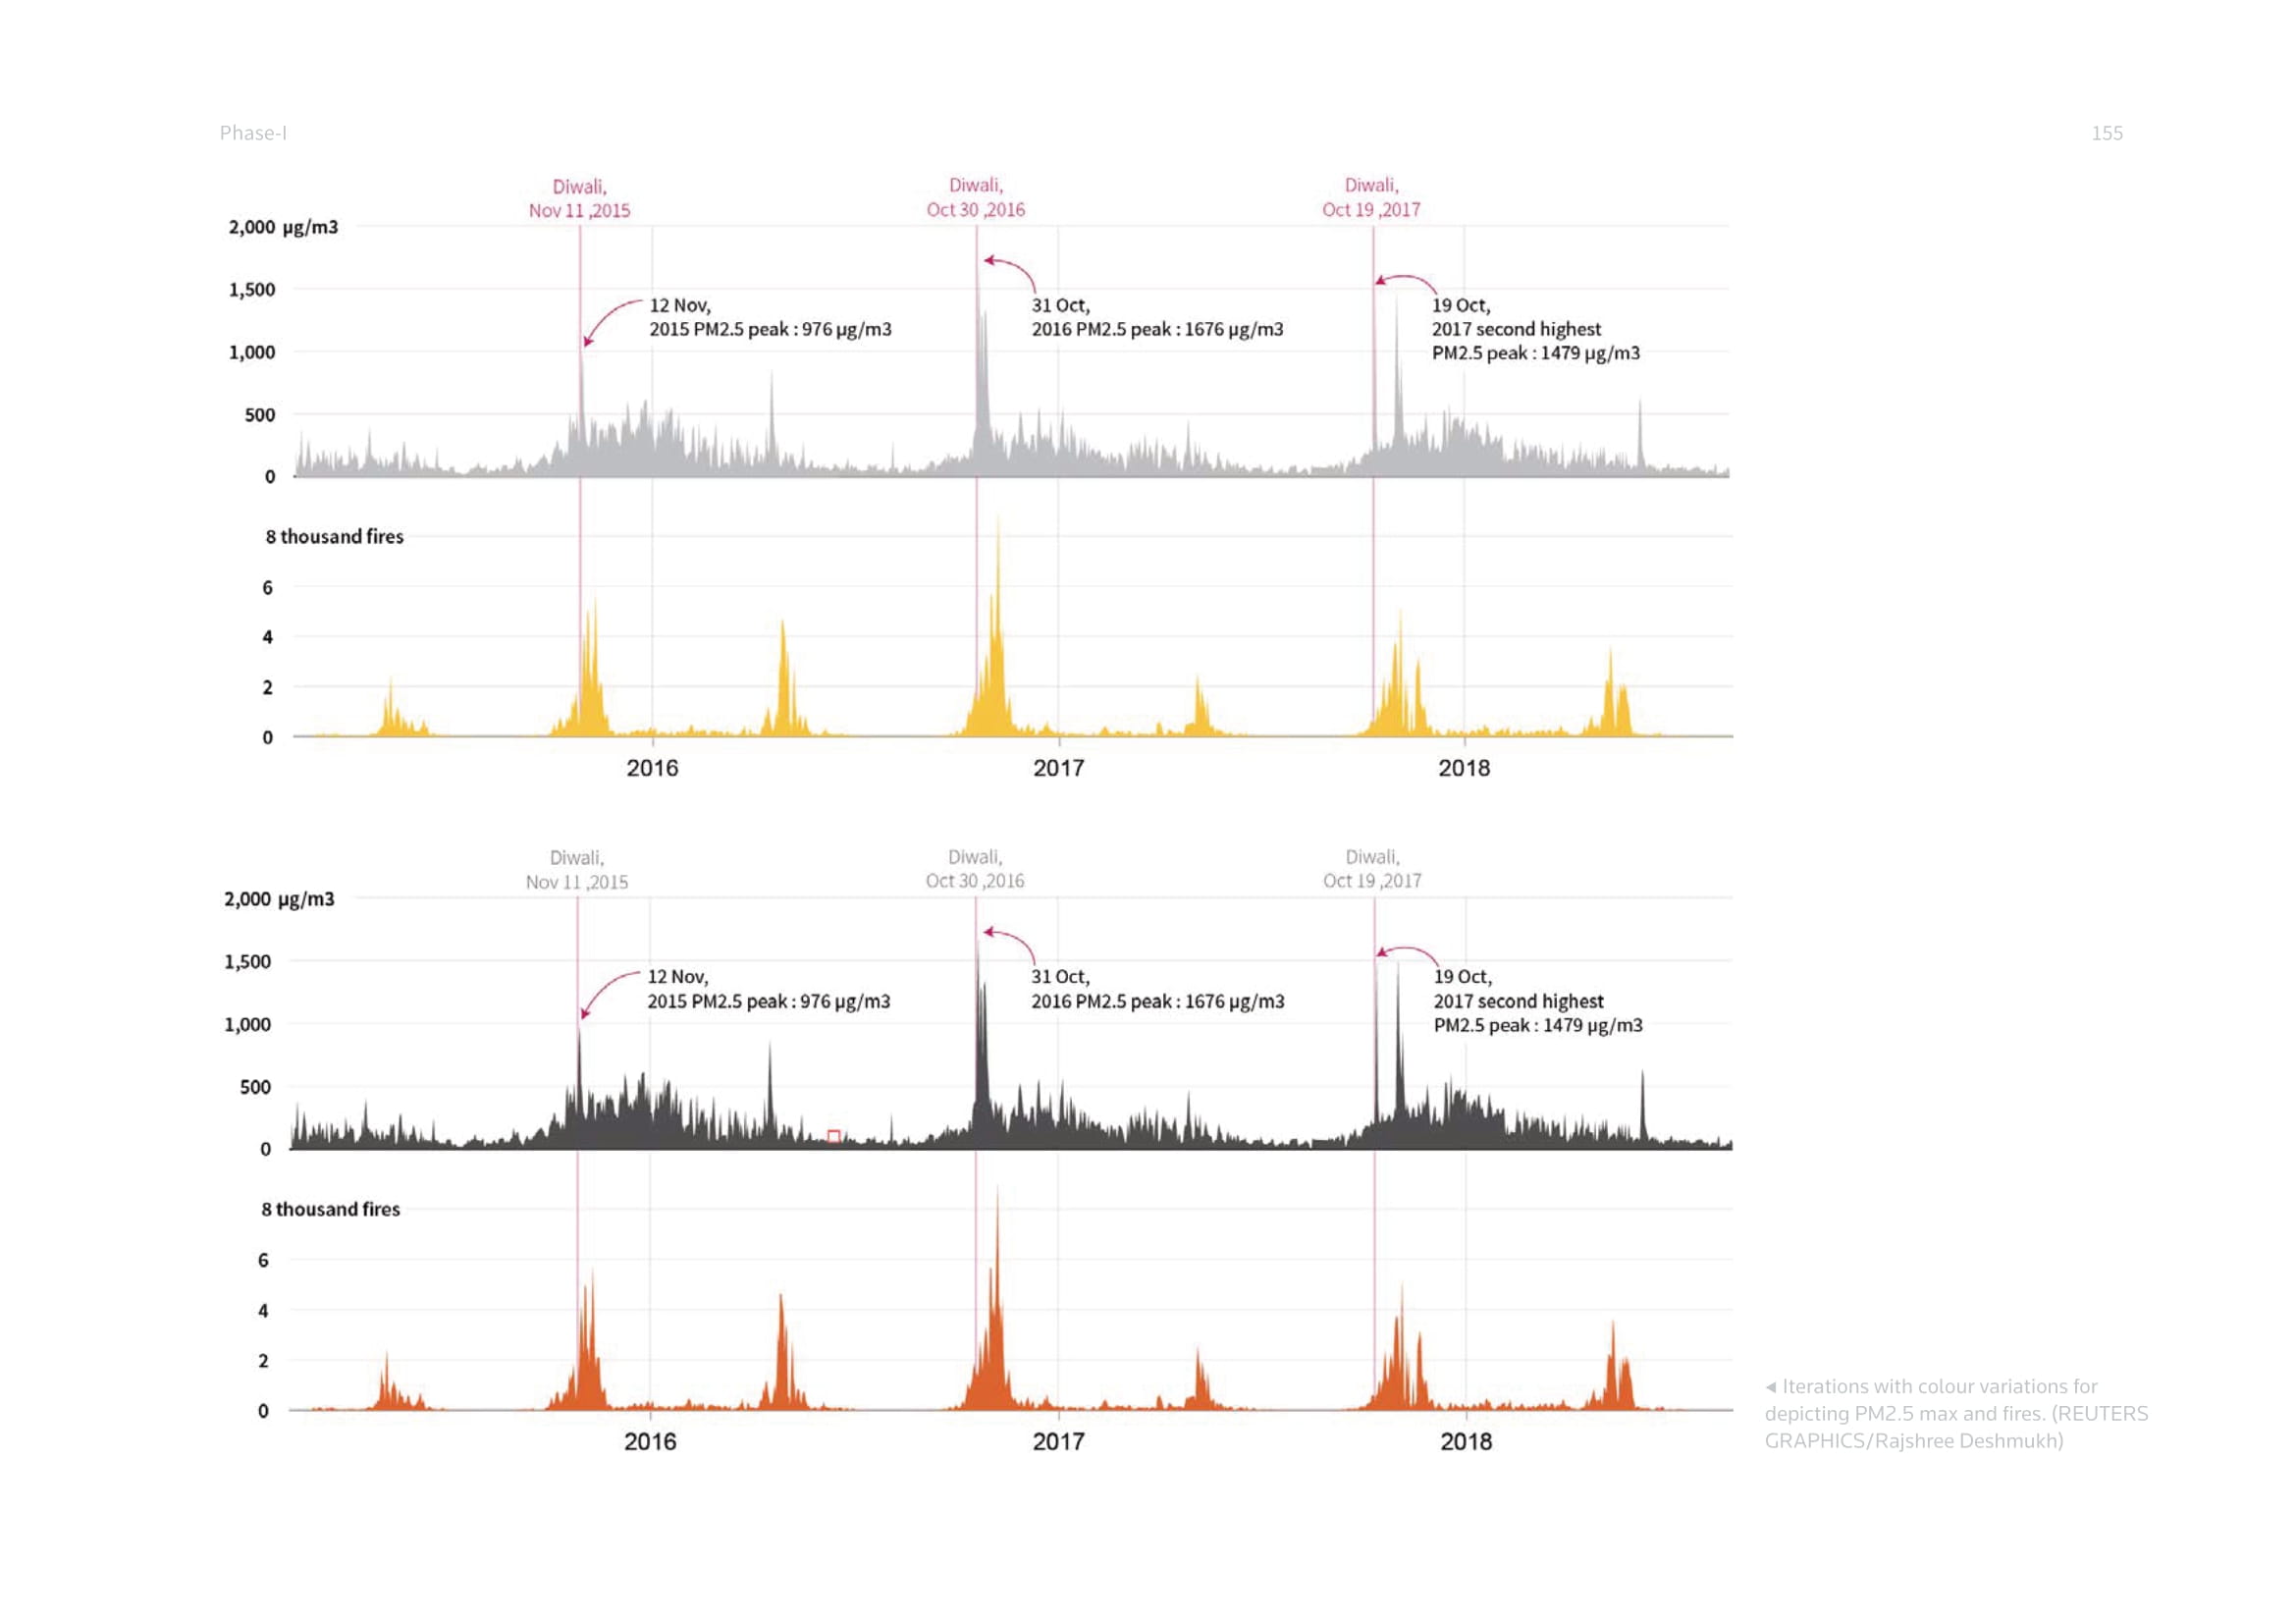 Phase-I
155
Diwali,
Nov 11 ,2015
Diwali,
Oct 30 ,2016
Diwali,
Oct 19 ,2017
2,000 µg/m3
1,500
1,000
500
0
12 Nov,
2015 PM2.5 peak : 976 µg/m3
31 Oct,
2016 PM2.5 peak : 1676 µg/m3
19 Oct,
2017 second highest
PM2.5 peak : 1479 µg/m3
8 thousand fires
6
4
2
0
2016
2017
2018
Diwali,
Nov 11 ,2015
Diwali,
Oct 30 ,2016
Diwali,
Oct 19 ,2017
2,000 µg/m3
1,500
1,000
500
0
12 Nov,
2015 PM2.5 peak : 976 µg/m3
31 Oct,
2016 PM2.5 peak : 1676 µg/m3
19 Oct,
2017 second highest
PM2.5 peak : 1479 µg/m3
8 thousand fires
6
4
2
0
2016
2017
2018
◂ Iterations with colour variations for
depicting PM2.5 max and fires. (REUTERS
GRAPHICS/Rajshree Deshmukh)